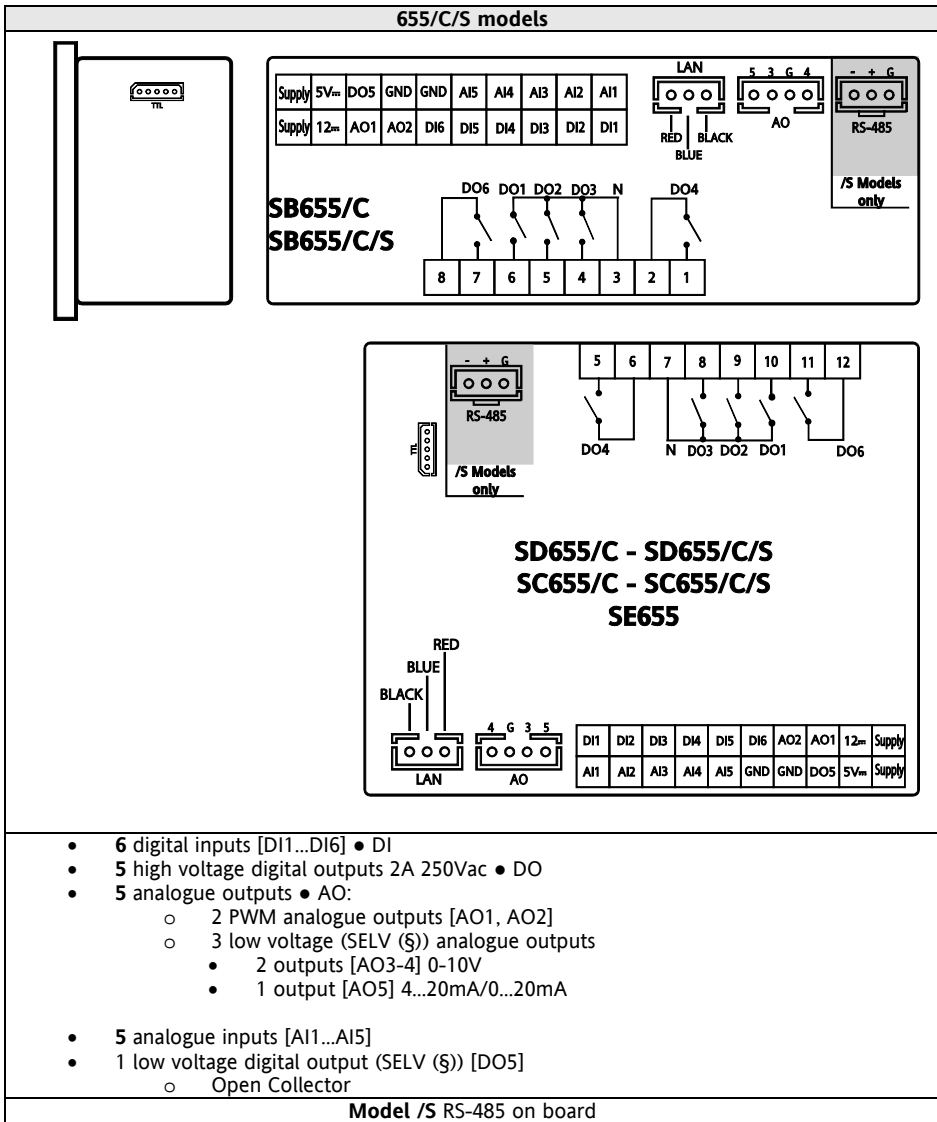 655/C/S models
TTL
Supply 5V⎓ DO5 GND GND AI5 AI4 AI3 AI2 AI1
Supply 12⎓ AO1 AO2 DI6 DI5 DI4 DI3 DI2 DI1
LAN
RED BLACK
BLUE
5 3 G 4
AO
- + G
RS-485
/S Models
only
SB655/C
SB655/C/S
DO6 DO1 DO2 DO3 N DO4
8 7 6 5 4 3 2 1
- + G
RS-485
TTL
/S Models
only
5 6 7 8 9 10 11 12
DO4 N DO3 DO2 DO1 DO6
SD655/C - SD655/C/S
SC655/C - SC655/C/S
SE655
RED
BLUE
BLACK
LAN
4 G 3 5
AO
DI1 DI2 DI3 DI4 DI5 DI6 AO2 AO1 12⎓ Supply
AI1 AI2 AI3 AI4 AI5 GND GND DO5 5V⎓ Supply
• 6 digital inputs [DI1...DI6] ● DI
• 5 high voltage digital outputs 2A 250Vac ● DO
• 5 analogue outputs ● AO:
o 2 PWM analogue outputs [AO1, AO2]
o 3 low voltage (SELV (§)) analogue outputs
• 2 outputs [AO3-4] 0-10V
• 1 output [AO5] 4...20mA/0...20mA
• 5 analogue inputs [AI1...AI5]
• 1 low voltage digital output (SELV (§)) [DO5]
o Open Collector
Model /S RS-485 on board